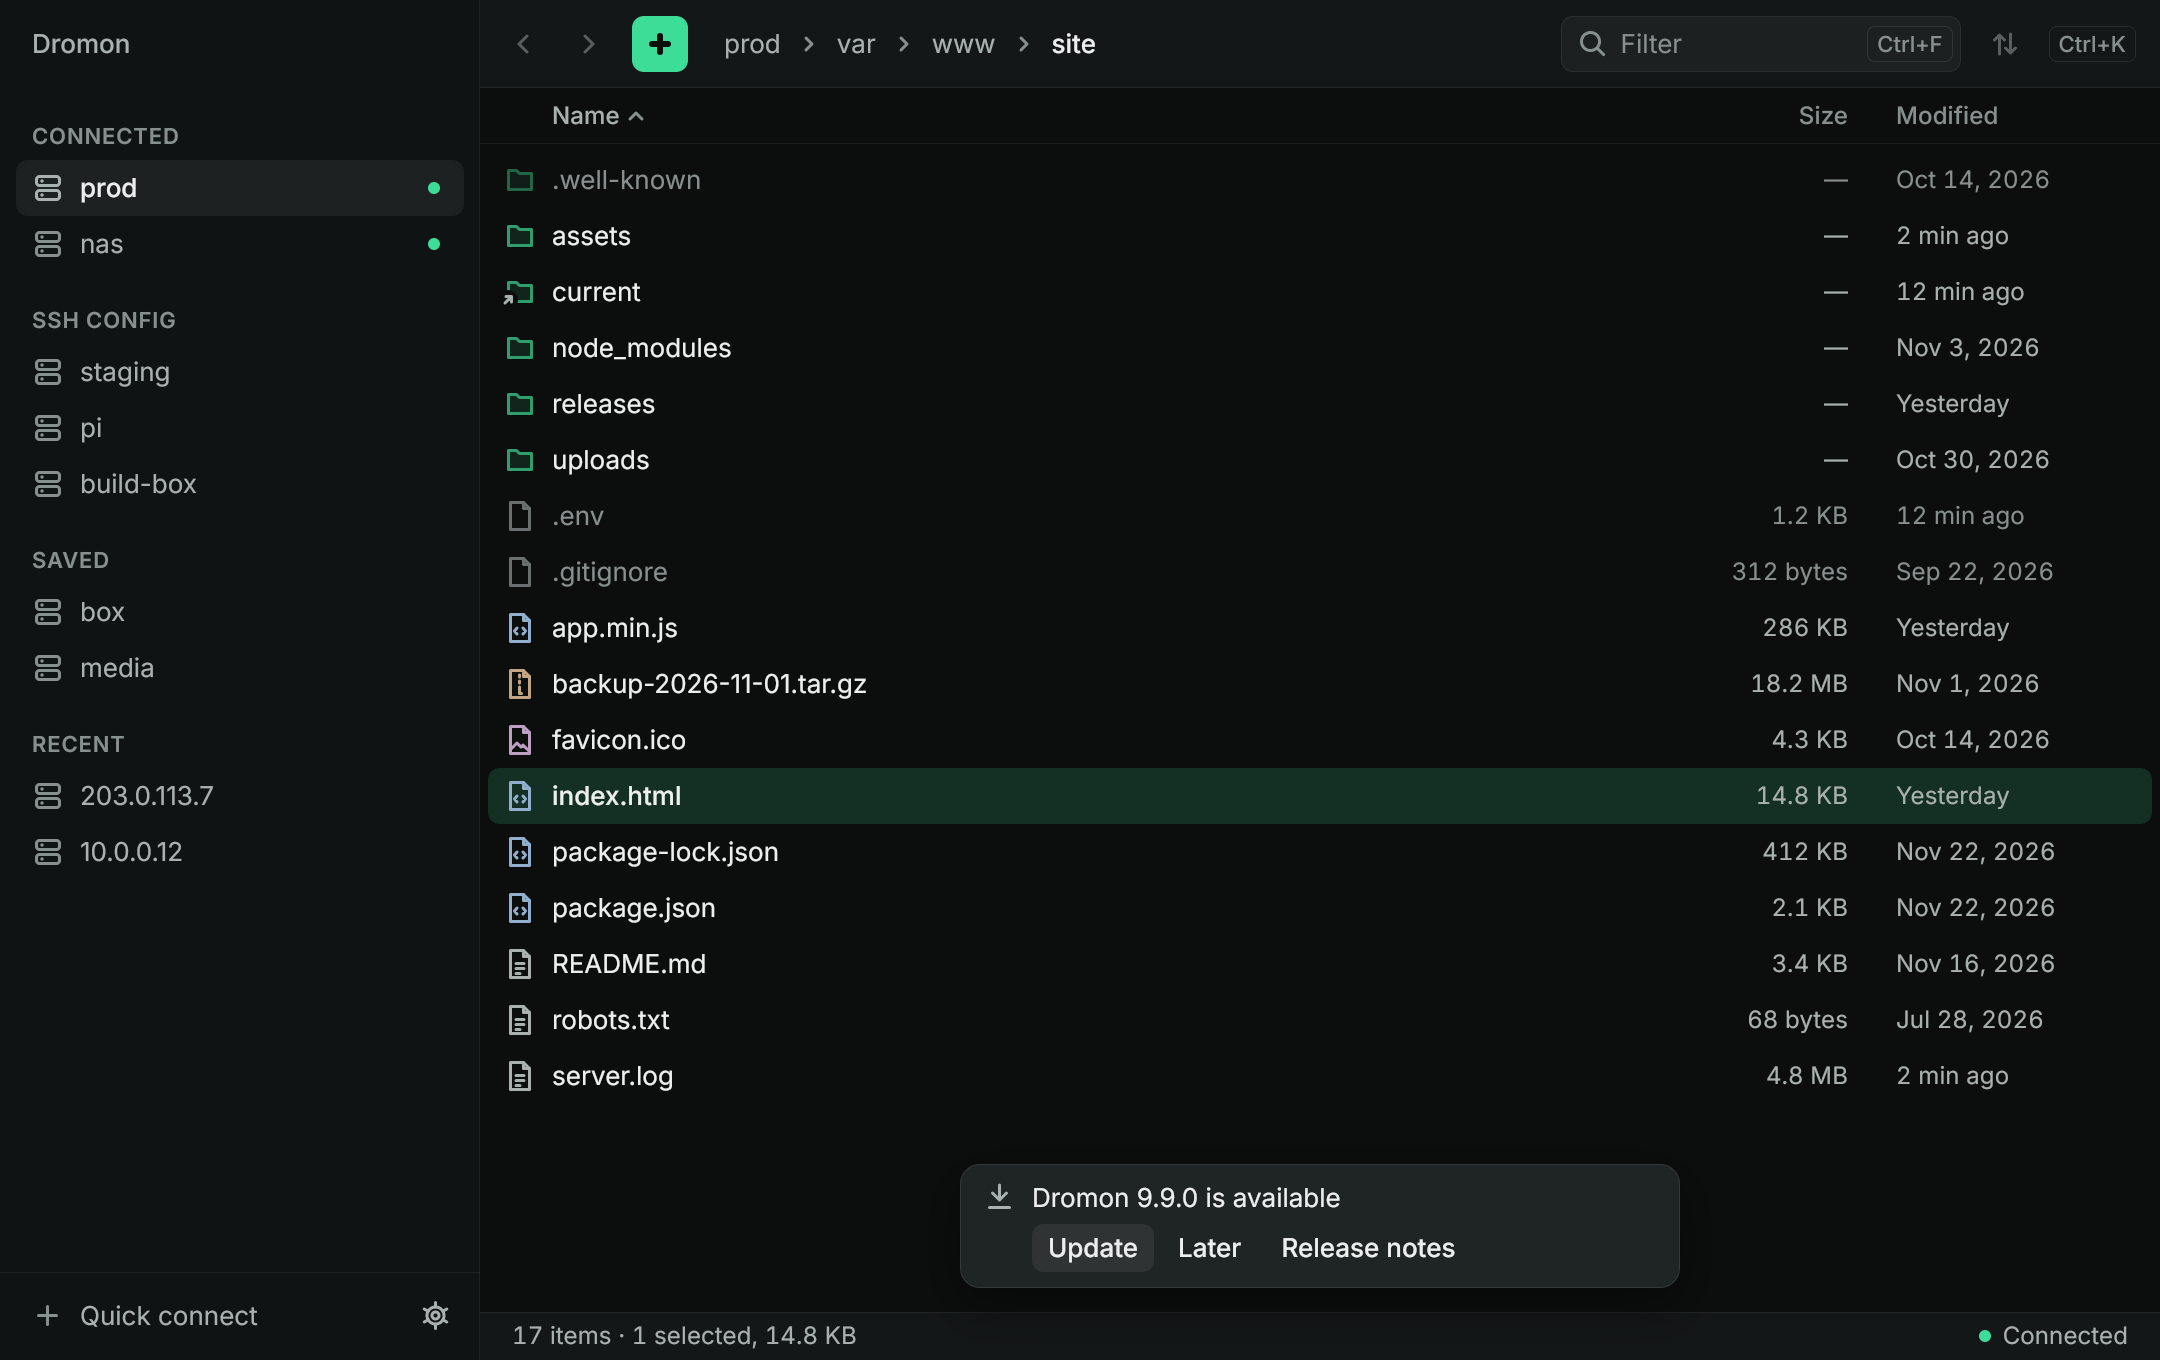 Dromon
CONNECTED
prod
nas
SSH CONFIG
staging
pi
build-box
SAVED
box
media
RECENT
203.0.113.7
10.0.0.12
Quick connect
prod var www site
Filter Ctrl+F Ctrl+K
Name Size Modified
.well-known — Oct 14, 2026
assets — 2 min ago
current — 12 min ago
node_modules — Nov 3, 2026
releases — Yesterday
uploads — Oct 30, 2026
.env 1.2 KB 12 min ago
.gitignore 312 bytes Sep 22, 2026
app.min.js 286 KB Yesterday
backup-2026-11-01.tar.gz 18.2 MB Nov 1, 2026
favicon.ico 4.3 KB Oct 14, 2026
index.html 14.8 KB Yesterday
package-lock.json 412 KB Nov 22, 2026
package.json 2.1 KB Nov 22, 2026
README.md 3.4 KB Nov 16, 2026
robots.txt 68 bytes Jul 28, 2026
server.log 4.8 MB 2 min ago
Dromon 9.9.0 is available
Update Later Release notes
17 items · 1 selected, 14.8 KB Connected